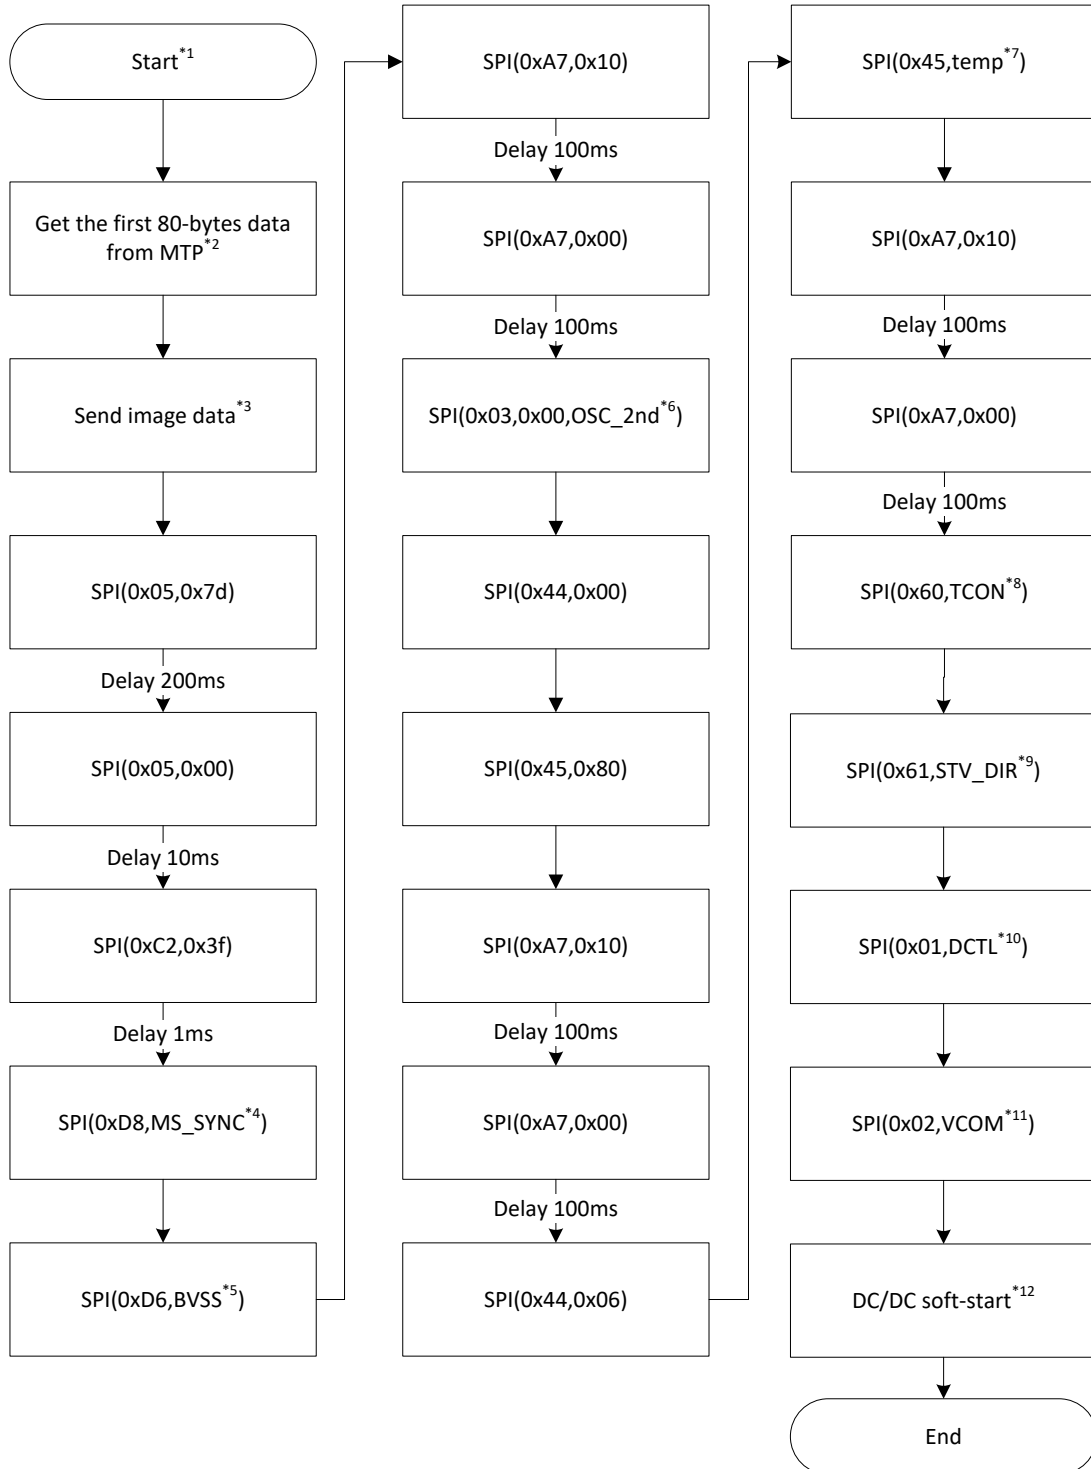 Start*1
Get the first 80-bytes data
from MTP*2
Send image data*3
SPI(0x05,0x7d)
Delay 200ms
SPI(0x05,0x00)
Delay 10ms
SPI(0xC2,0x3f)
Delay 1ms
SPI(0xD8,MS_SYNC*4)
SPI(0xD6,BVSS*5)
SPI(0xA7,0x10)
Delay 100ms
SPI(0xA7,0x00)
Delay 100ms
SPI(0x03,0x00,OSC_2nd*6)
SPI(0x44,0x00)
SPI(0x45,0x80)
SPI(0xA7,0x10)
Delay 100ms
SPI(0xA7,0x00)
Delay 100ms
SPI(0x44,0x06)
SPI(0x45,temp*7)
SPI(0xA7,0x10)
Delay 100ms
SPI(0xA7,0x00)
Delay 100ms
SPI(0x60,TCON*8)
SPI(0x61,STV_DIR*9)
SPI(0x01,DCTL*10)
SPI(0x02,VCOM*11)
DC/DC soft-start*12
End